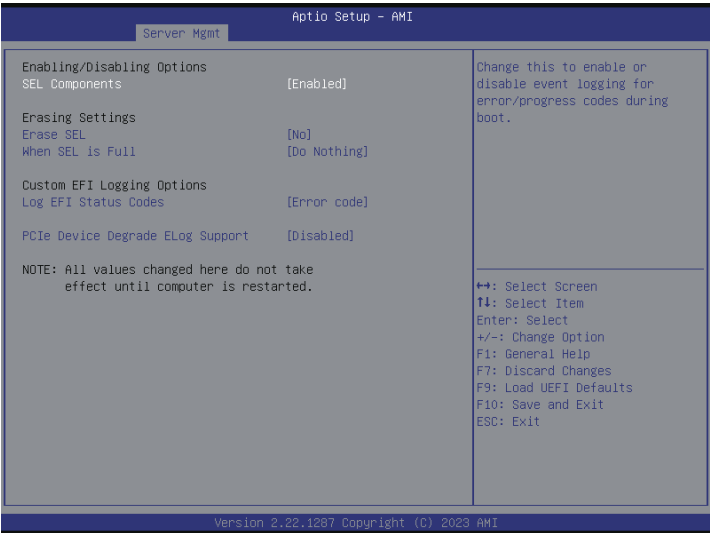 Aptio Setup – AMI
Server Mgmt
Enabling/Disabling Options
SEL Components [Enabled]
Erasing Settings
Erase SEL [No]
When SEL is Full [Do Nothing]
Custom EFI Logging Options
Log EFI Status Codes [Error code]
PCIe Device Degrade ELog Support [Disabled]
NOTE: All values changed here do not take
effect until computer is restarted.
Change this to enable or
disable event logging for
error/progress codes during
boot.
↔: Select Screen
↑↓: Select Item
Enter: Select
+/-: Change Option
F1: General Help
F7: Discard Changes
F9: Load UEFI Defaults
F10: Save and Exit
ESC: Exit
Version 2.22.1287 Copyright (C) 2023 AMI